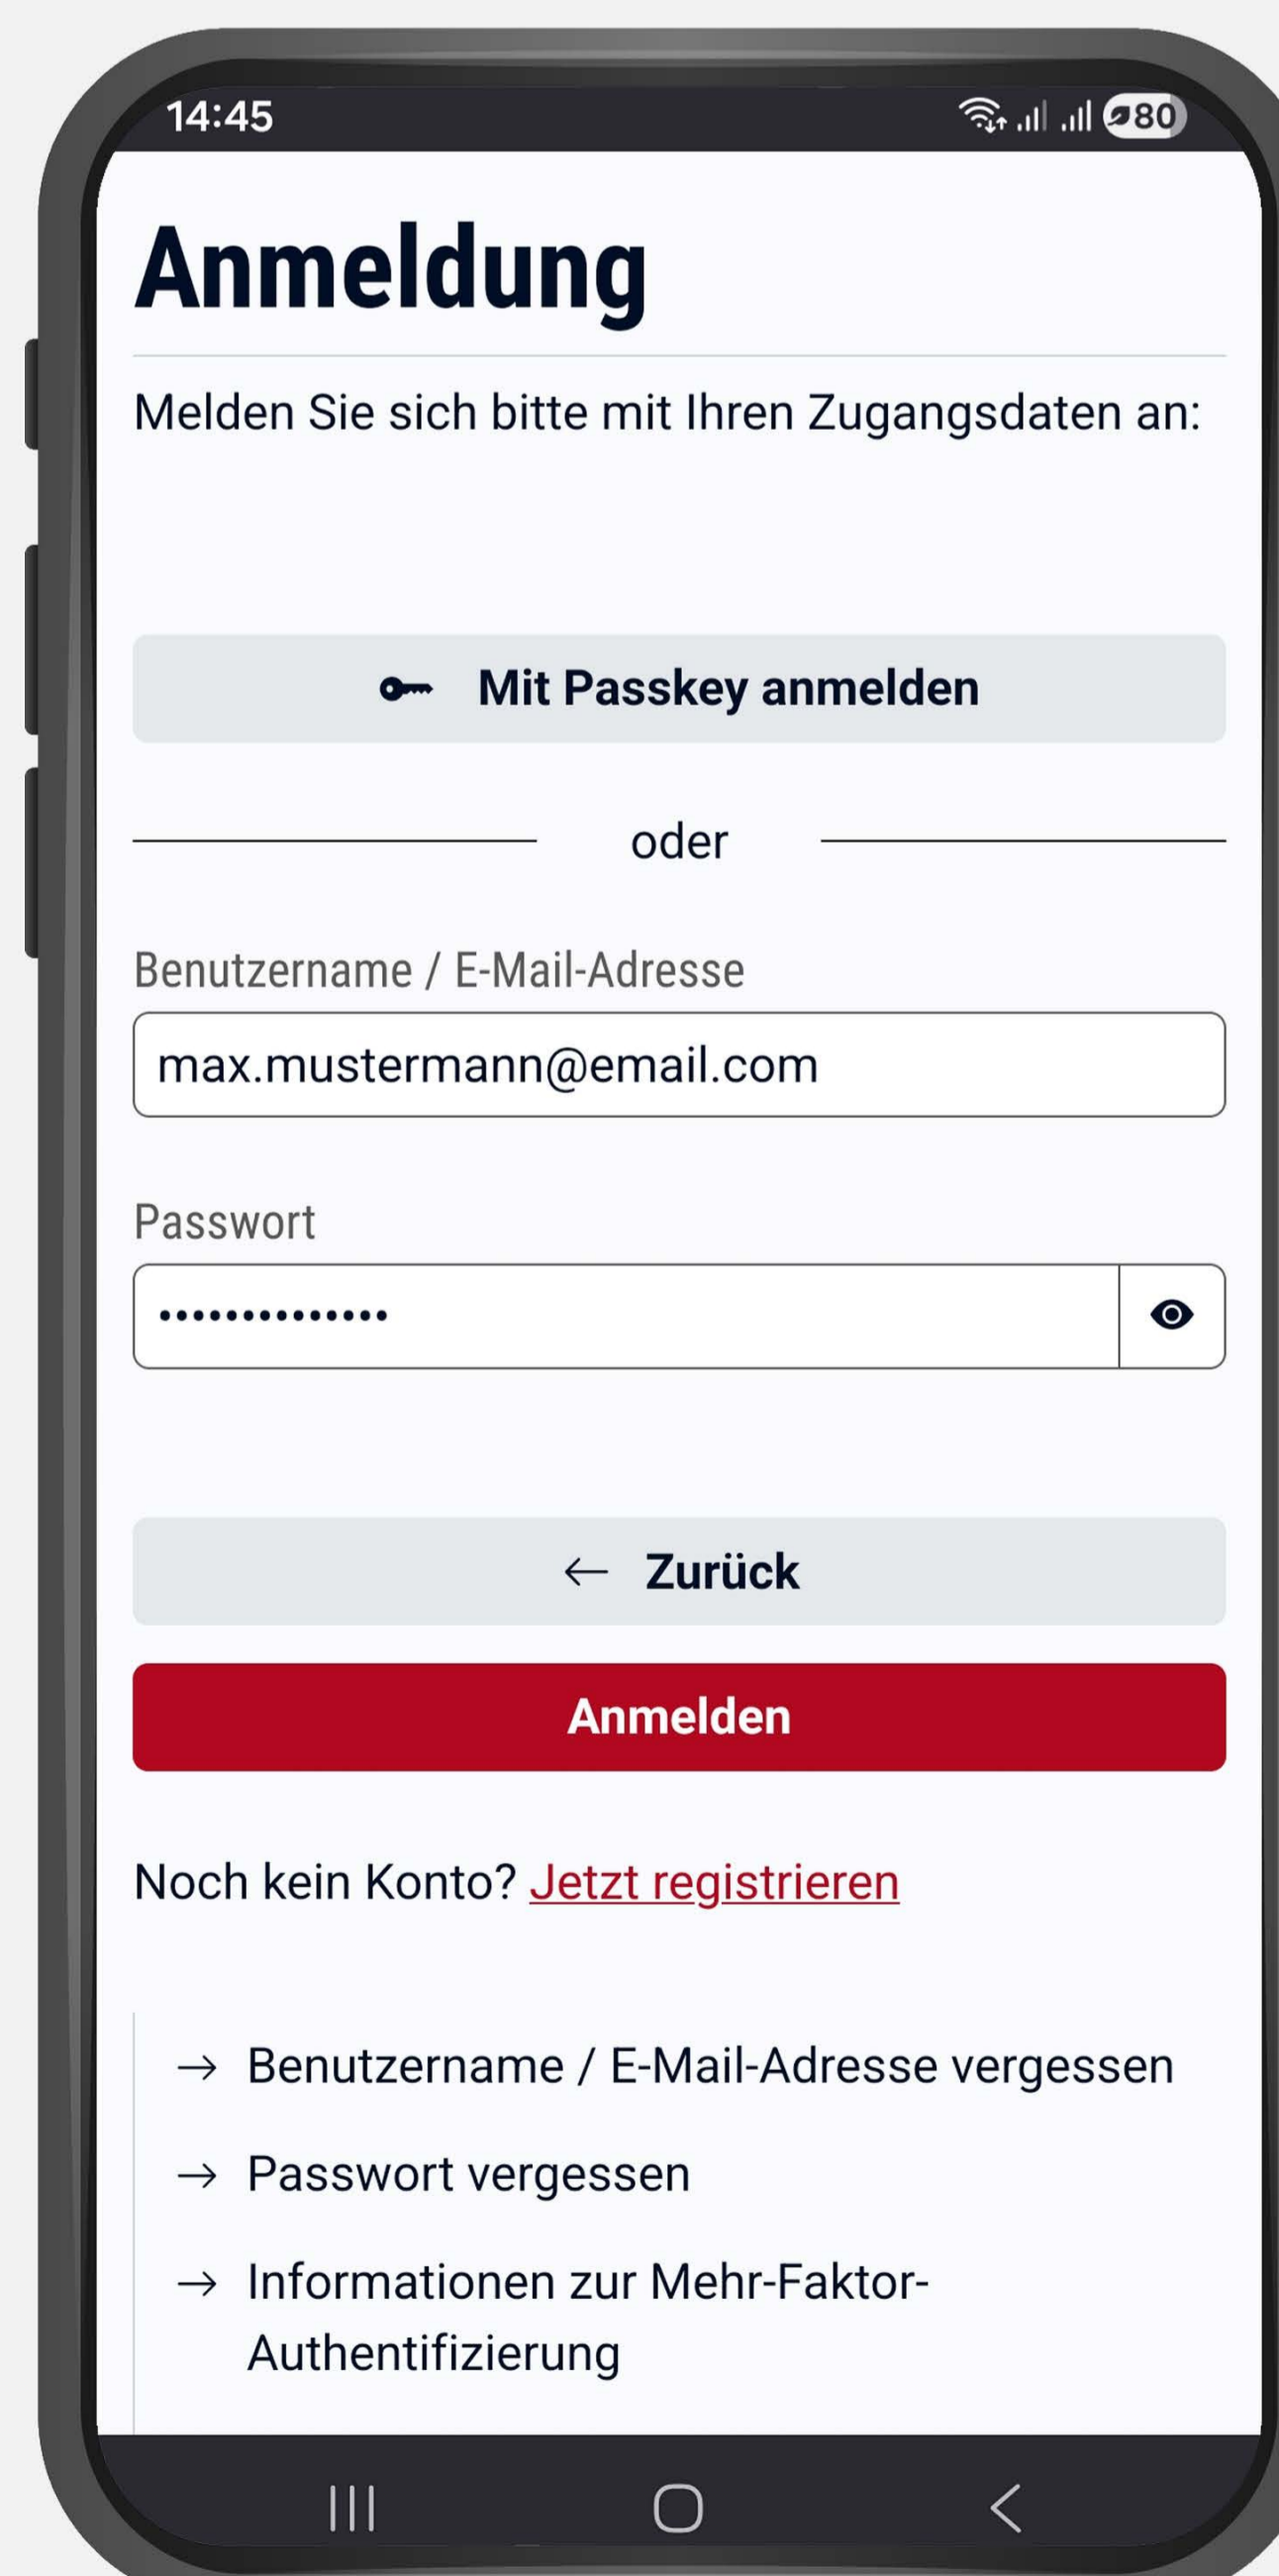 14:45
80
Anmeldung
Melden Sie sich bitte mit Ihren Zugangsdaten an:
Mit Passkey anmelden
oder
Benutzername / E-Mail-Adresse
max.mustermann@email.com
Passwort
••••••••••••••
← Zurück
Anmelden
Noch kein Konto? Jetzt registrieren
→ Benutzername / E-Mail-Adresse vergessen
→ Passwort vergessen
→ Informationen zur Mehr-Faktor-
Authentifizierung